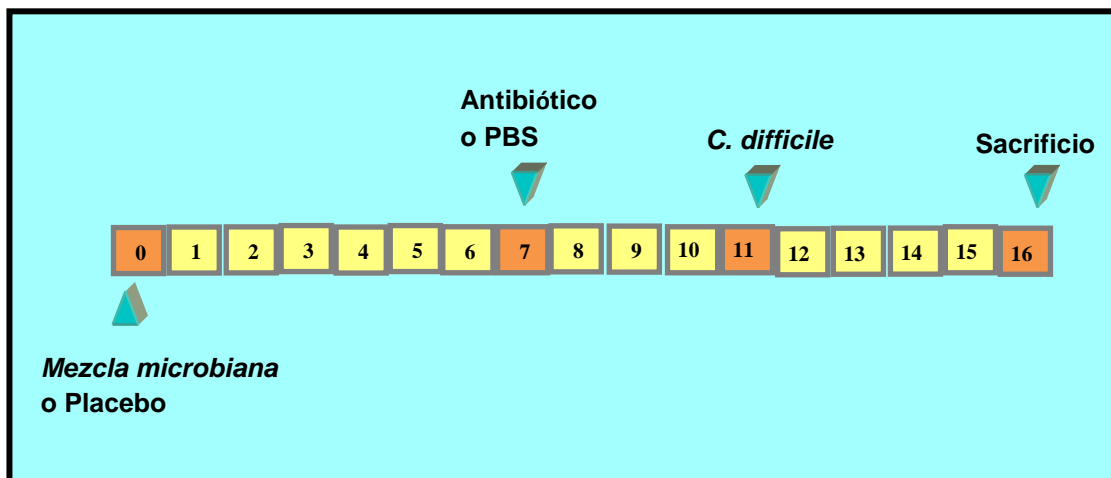 Antibiótico
o PBS
C. difficile
Sacrificio
0 1 2 3 4 5 6 7 8 9 10 11 12 13 14 15 16
Mezcla microbiana
o Placebo